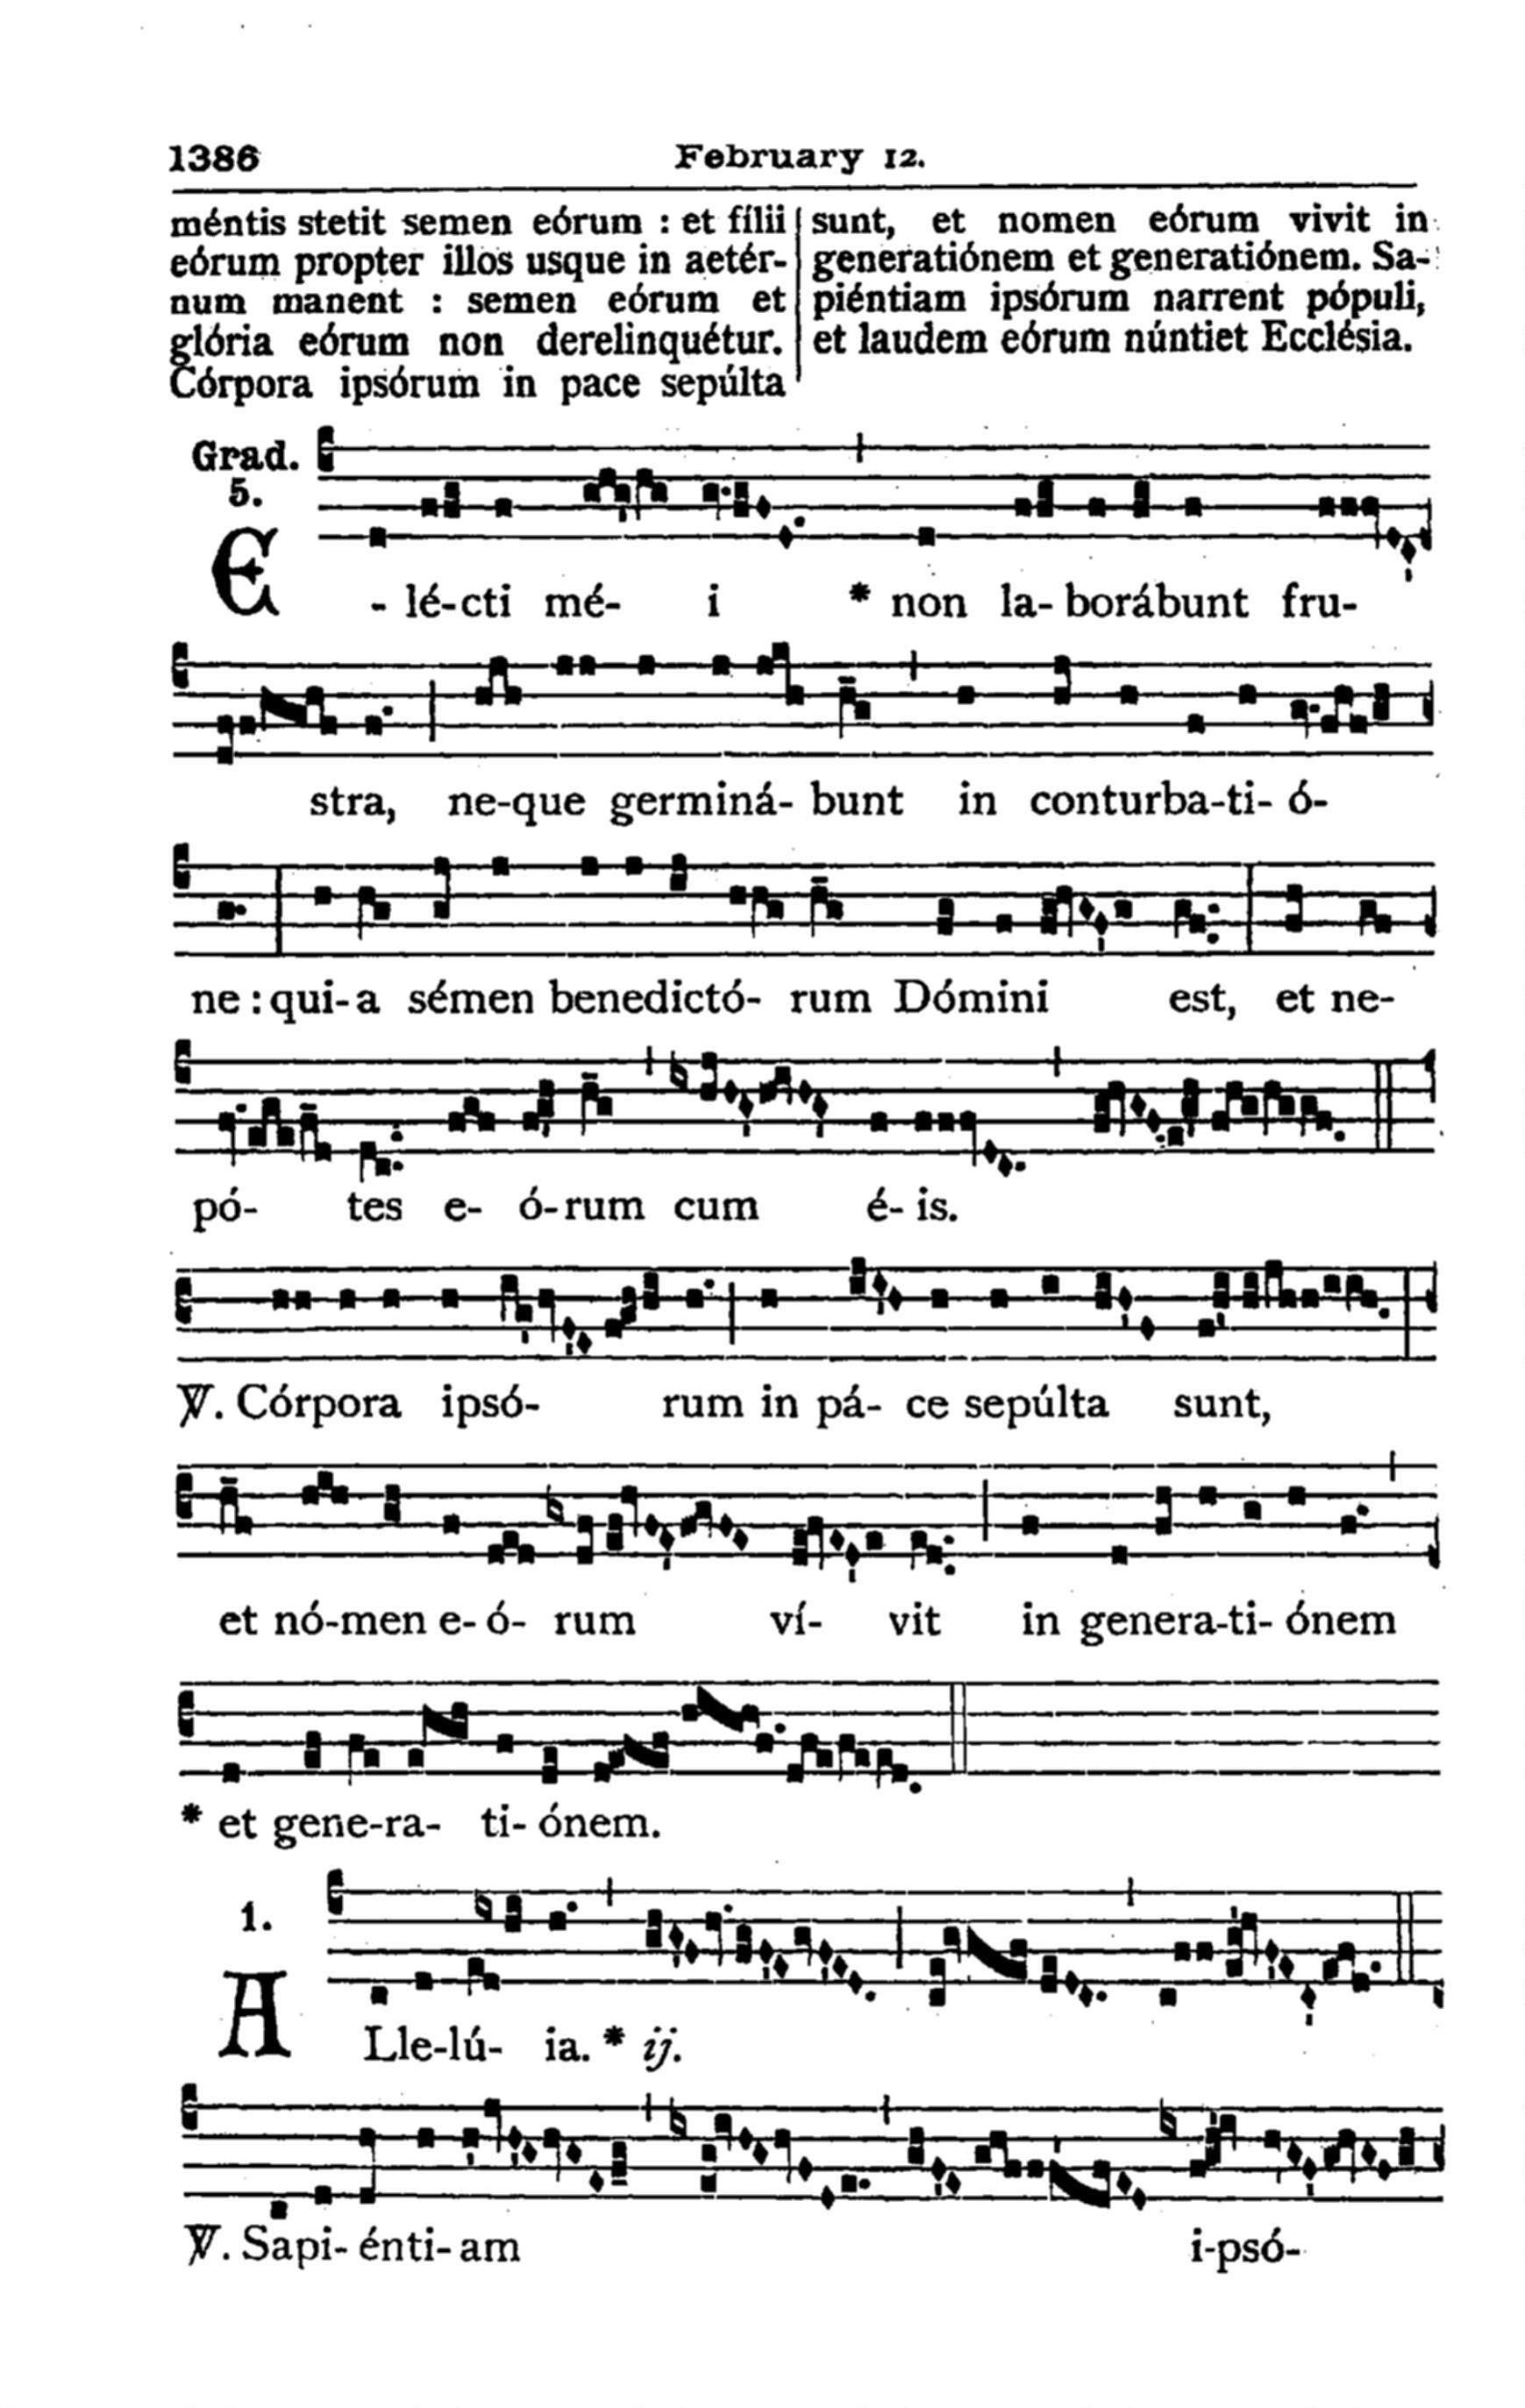 1386
February 12.
méntis stetit semen eórum : et fílii
eórum propter illos usque in aetér-
num manent : semen eórum et
glória eórum non derelinquétur.
Córpora ipsórum in pace sepúlta
sunt, et nomen eórum vivit in
generatiónem et generatiónem. Sa-
piéntiam ipsórum narrent pópuli,
et laudem eórum núntiet Ecclésia.
Grad.
5.
E - lé-cti mé- i * non la- borábunt fru-
stra, ne-que germiná- bunt in conturba-ti- ó-
ne : qui- a sémen benedictó- rum Dómini est, et ne-
pó- tes e- ó-rum cum é- is.
℣. Córpora ipsó- rum in pá- ce sepúlta sunt,
et nó-men e- ó- rum ví- vit in genera-ti- ónem
* et gene-ra- ti- ónem.
1.
A Lle-lú- ia. * ij.
℣. Sapi- énti- am i-psó-